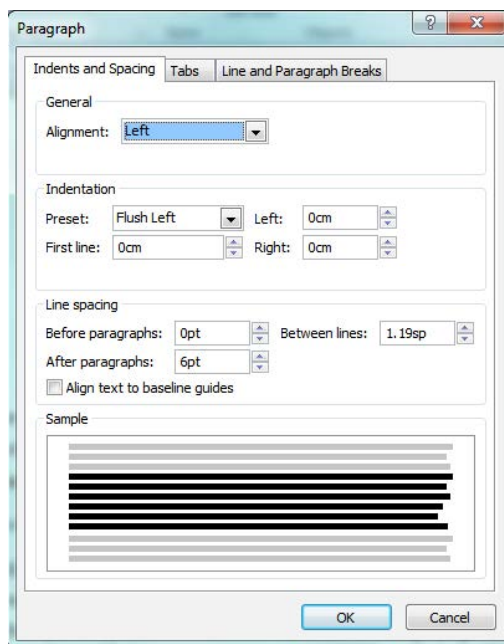 Paragraph
Indents and Spacing Tabs Line and Paragraph Breaks
General
Alignment: Left
Indentation
Preset: Flush Left Left: 0cm
First line: 0cm Right: 0cm
Line spacing
Before paragraphs: 0pt Between lines: 1.19sp
After paragraphs: 6pt
Align text to baseline guides
Sample
OK Cancel